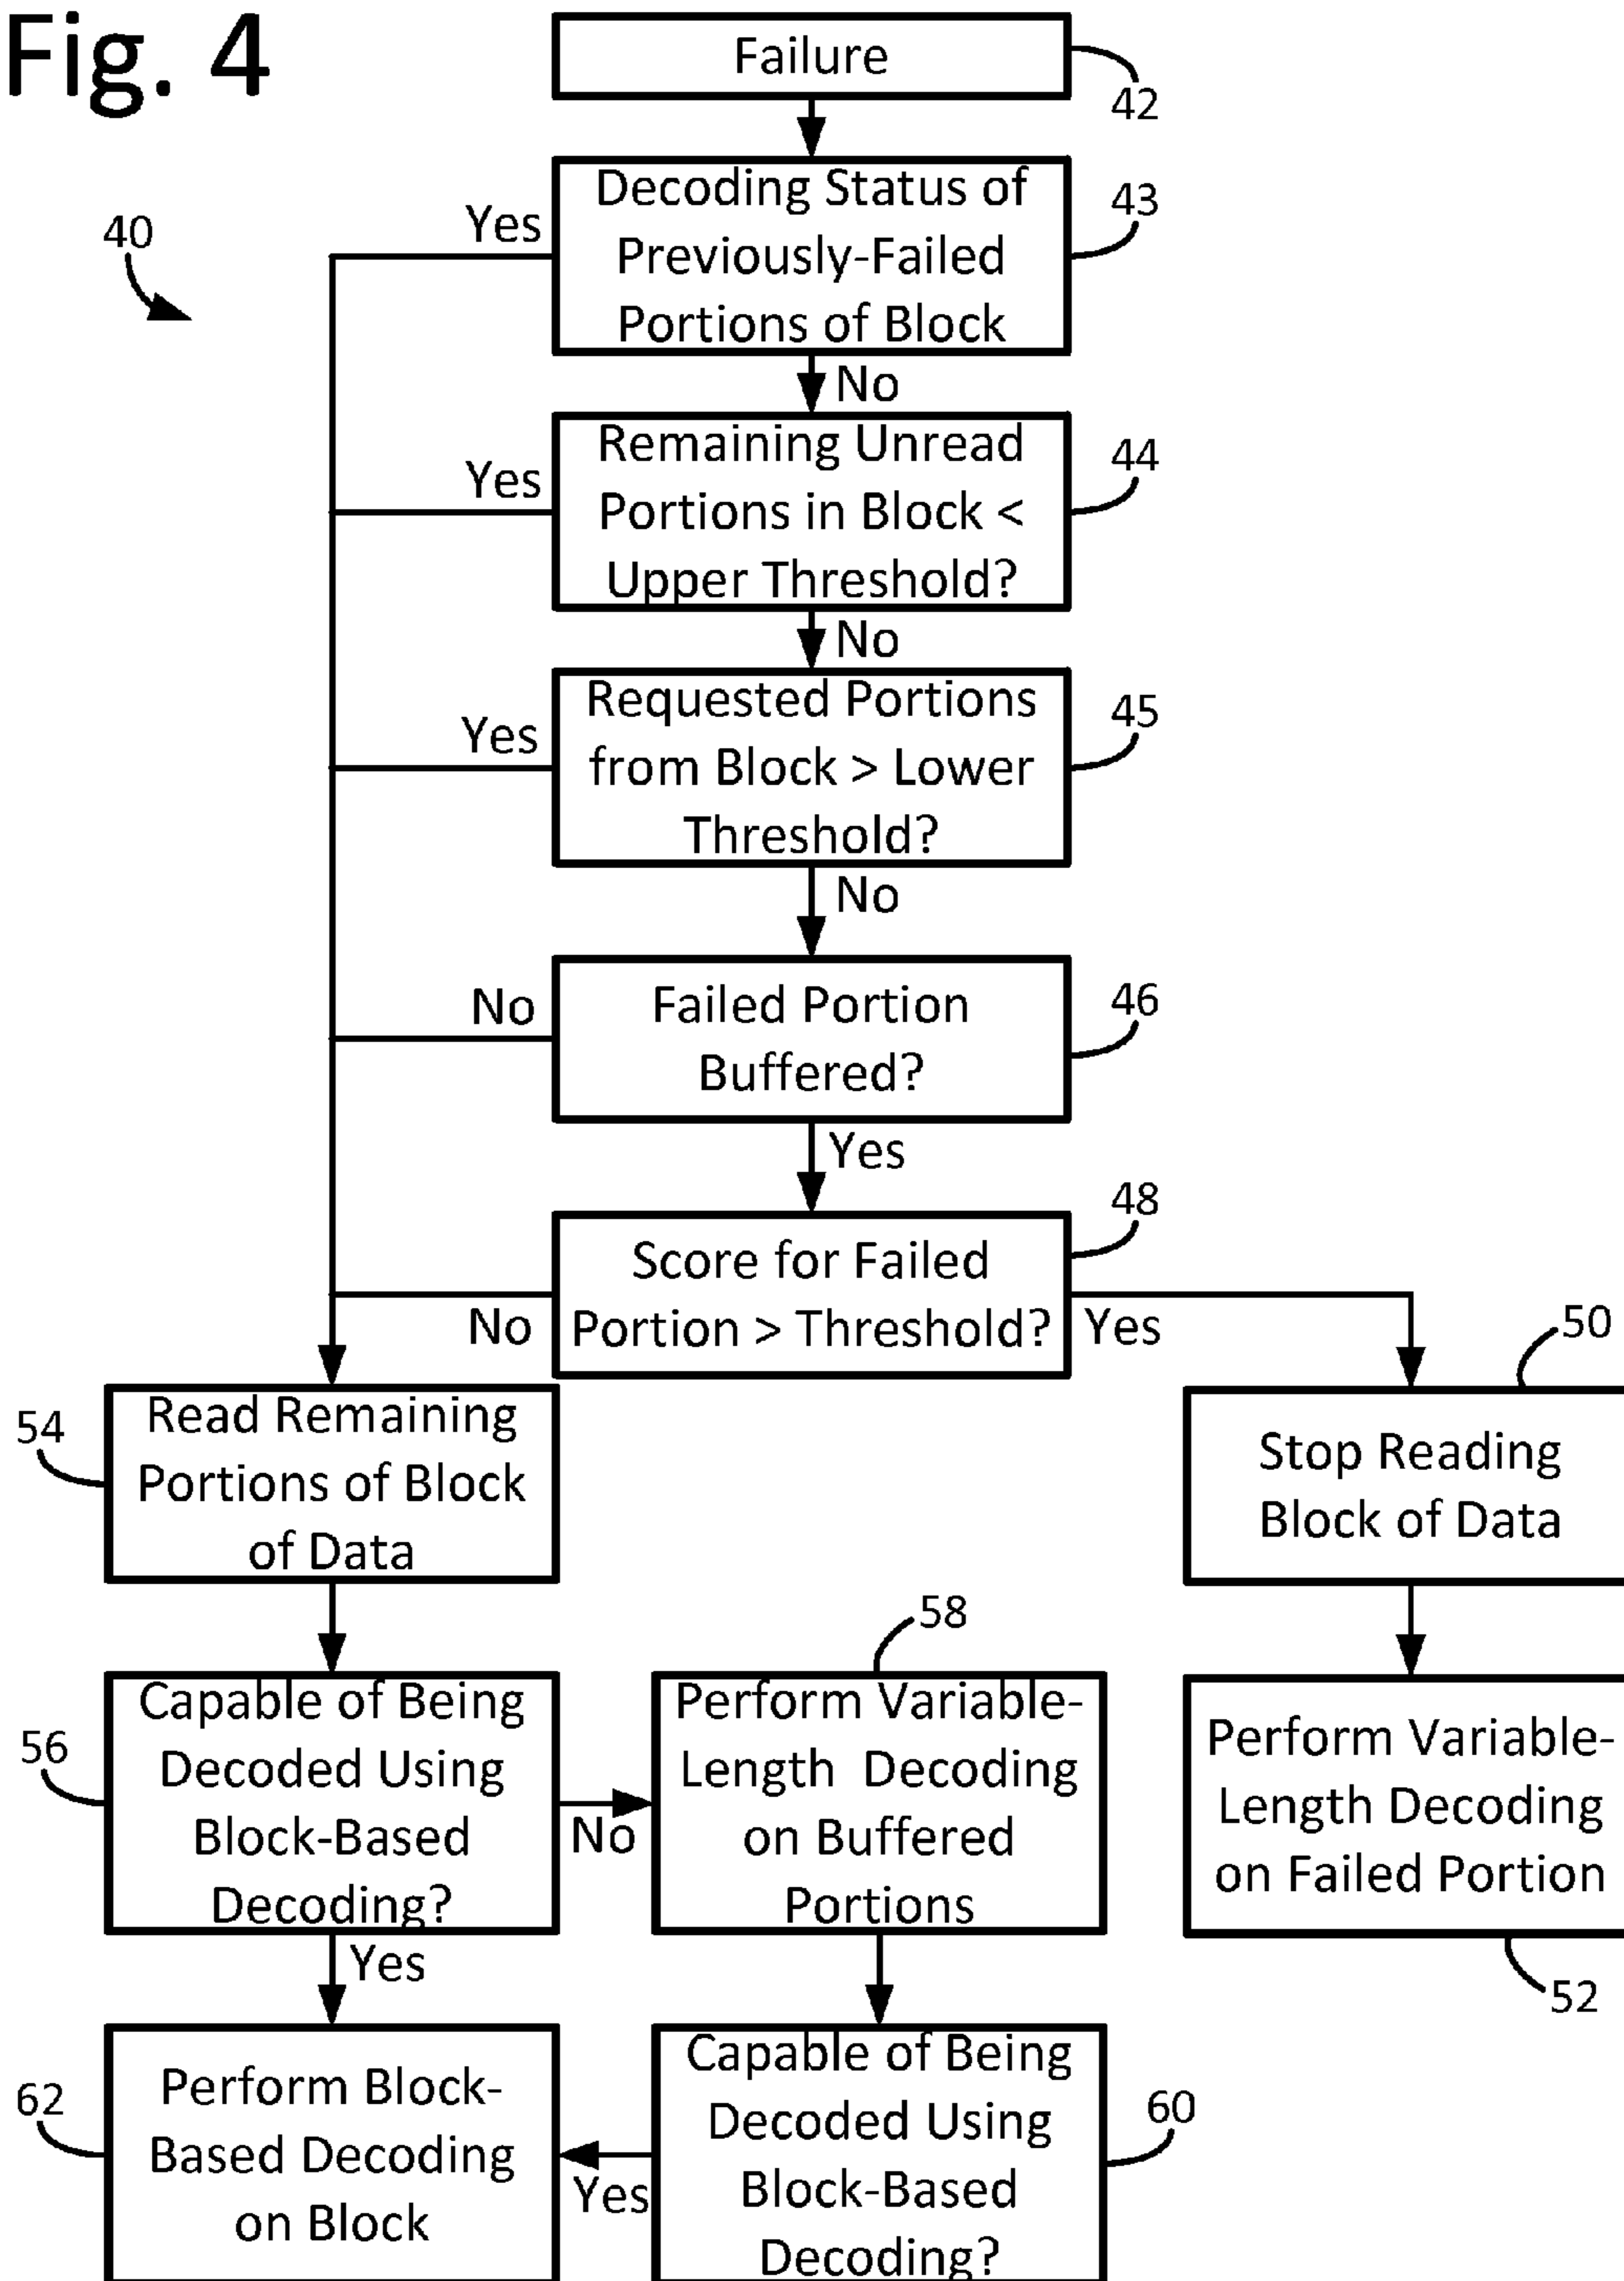 Fig. 4
Failure
42
Decoding Status of
Previously-Failed
Portions of Block
43
40
Yes
No
Remaining Unread
Portions in Block <
Upper Threshold?
44
Yes
No
Requested Portions
from Block > Lower
Threshold?
45
Yes
No
Failed Portion
Buffered?
46
No
Yes
Score for Failed
Portion > Threshold?
48
No
Yes
50
Stop Reading
Block of Data
54
Read Remaining
Portions of Block
of Data
58
56
Capable of Being
Decoded Using
Block-Based
Decoding?
No
Perform Variable-
Length Decoding
on Buffered
Portions
Perform Variable-
Length Decoding
on Failed Portion
52
Yes
62
Perform Block-
Based Decoding
on Block
Yes
Capable of Being
Decoded Using
Block-Based
Decoding?
60